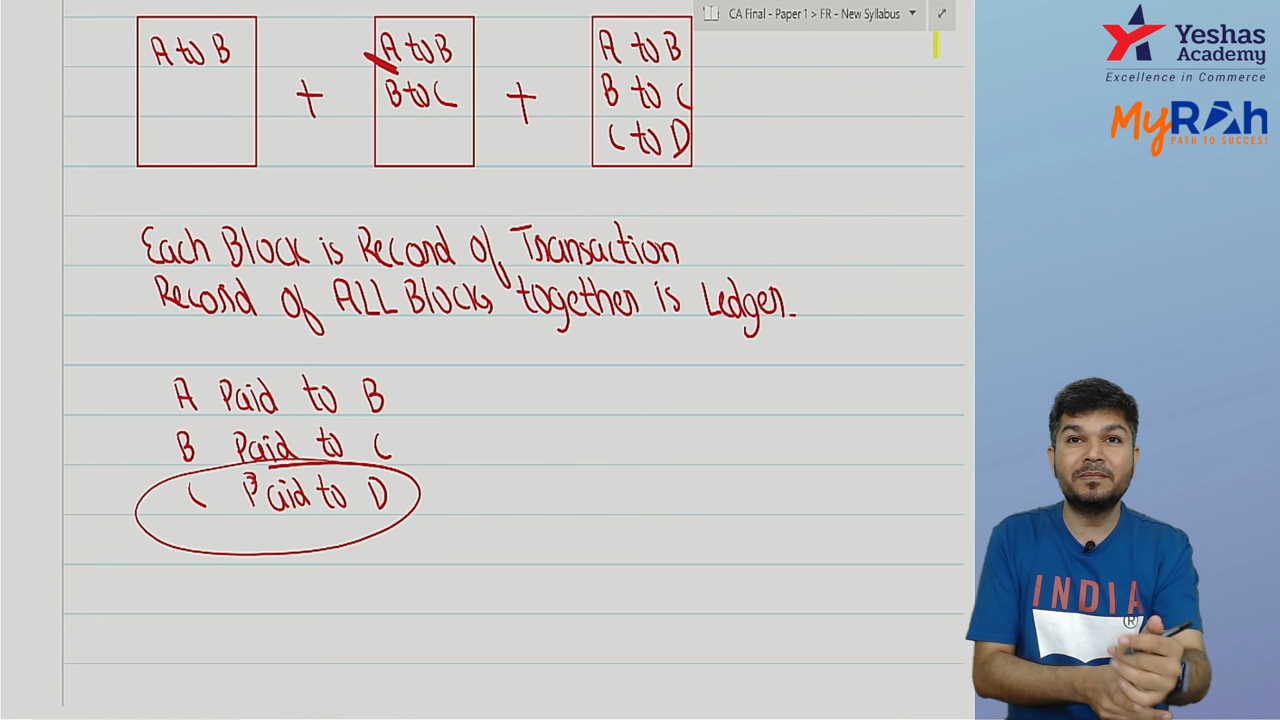 CA Final - Paper 1 > FR - New Syllabus
Yeshas
Academy
Excellence in Commerce
MyRAh
PATH TO SUCCESS
A to B
+
A to B
B to C
+
A to B
B to C
C to D
Each Block is Record of Transaction
Record of ALL Blocks together is Ledger.
A Paid to B
B Paid to C
C Paid to D
INDIA
®